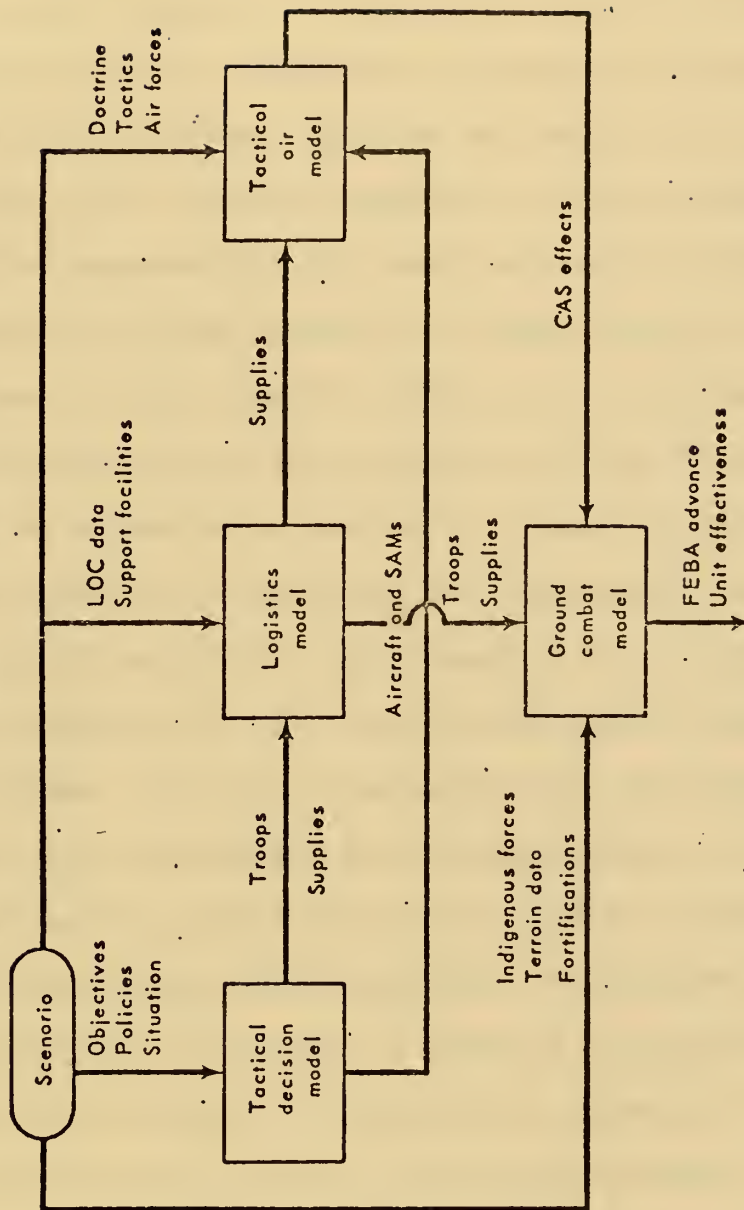 Scenario
Objectives
Policies
Situation
LOC data
Support facilities
Doctrine
Tactics
Air forces
Tactical
decision
model
Troops
Supplies
Logistics
model
Supplies
Tactical
air
model
Aircraft and SAMs
Troops
Supplies
Indigenous forces
Terrain data
Fortifications
Ground
combat
model
CAS effects
FEBA advance
Unit effectiveness